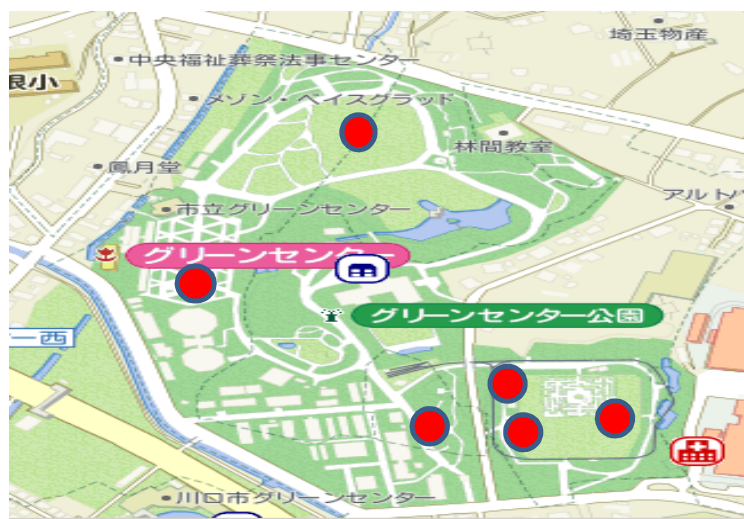 埼玉物産
中央福祉葬祭法事センター
根小
メゾン・ベイスグラッド
林間教室
鳳月堂
アルトバ
市立グリーンセンター
グリーンセンター
グリーンセンター公園
ー西
川口市グリーンセンター